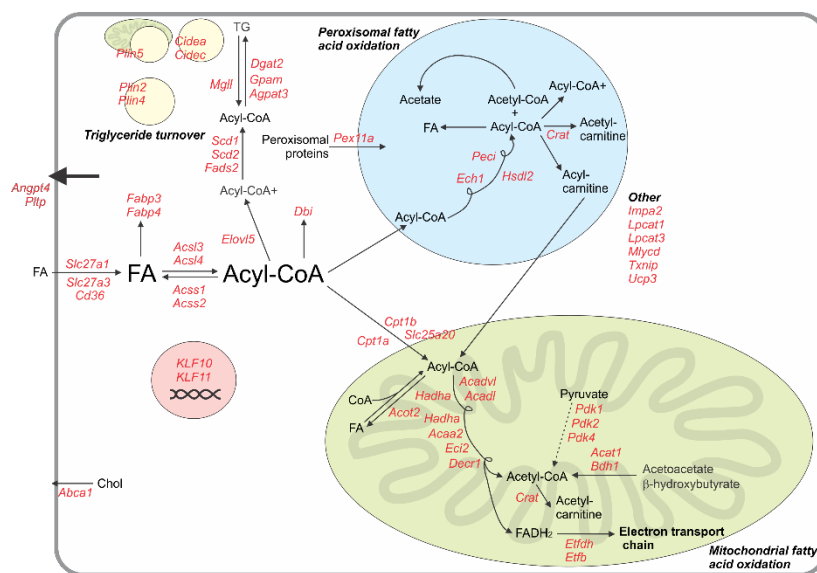 TG
Plin5
Cidea
Cidec
Plin2
Plin4
Mgll
Dgat2
Gpam
Agpat3
Triglyceride turnover
Acyl-CoA
Scd1
Scd2
Fads2
Acyl-CoA+
Elovl5
Dbi
Peroxisomal
proteins
Pex11a
Peroxisomal fatty
acid oxidation
Acetate
Acetyl-CoA
+
Acyl-CoA
Acyl-CoA+
FA
Crat
Acetyl-
carnitine
Acyl-
carnitine
Peci
Ech1
Hsdl2
Acyl-CoA
Other
Impa2
Lpcat1
Lpcat3
Mlycd
Txnip
Ucp3
Angpt4
Pltp
Fabp3
Fabp4
FA
Slc27a1
Slc27a3
Cd36
FA
Acsl3
Acsl4
Acss1
Acss2
Acyl-CoA
KLF10
KLF11
Abca1
Chol
Cpt1b
Slc25a20
Cpt1a
Acyl-CoA
CoA
FA
Acot2
Hadha
Acadvl
Acadl
Hadha
Acaa2
Eci2
Decr1
Pyruvate
Pdk1
Pdk2
Pdk4
Acat1
Bdh1
Acetyl-CoA
Acetoacetate
β-hydroxybutyrate
Crat
Acetyl-
carnitine
FADH₂
Etfdh
Etfb
Electron transport
chain
Mitochondrial fatty
acid oxidation